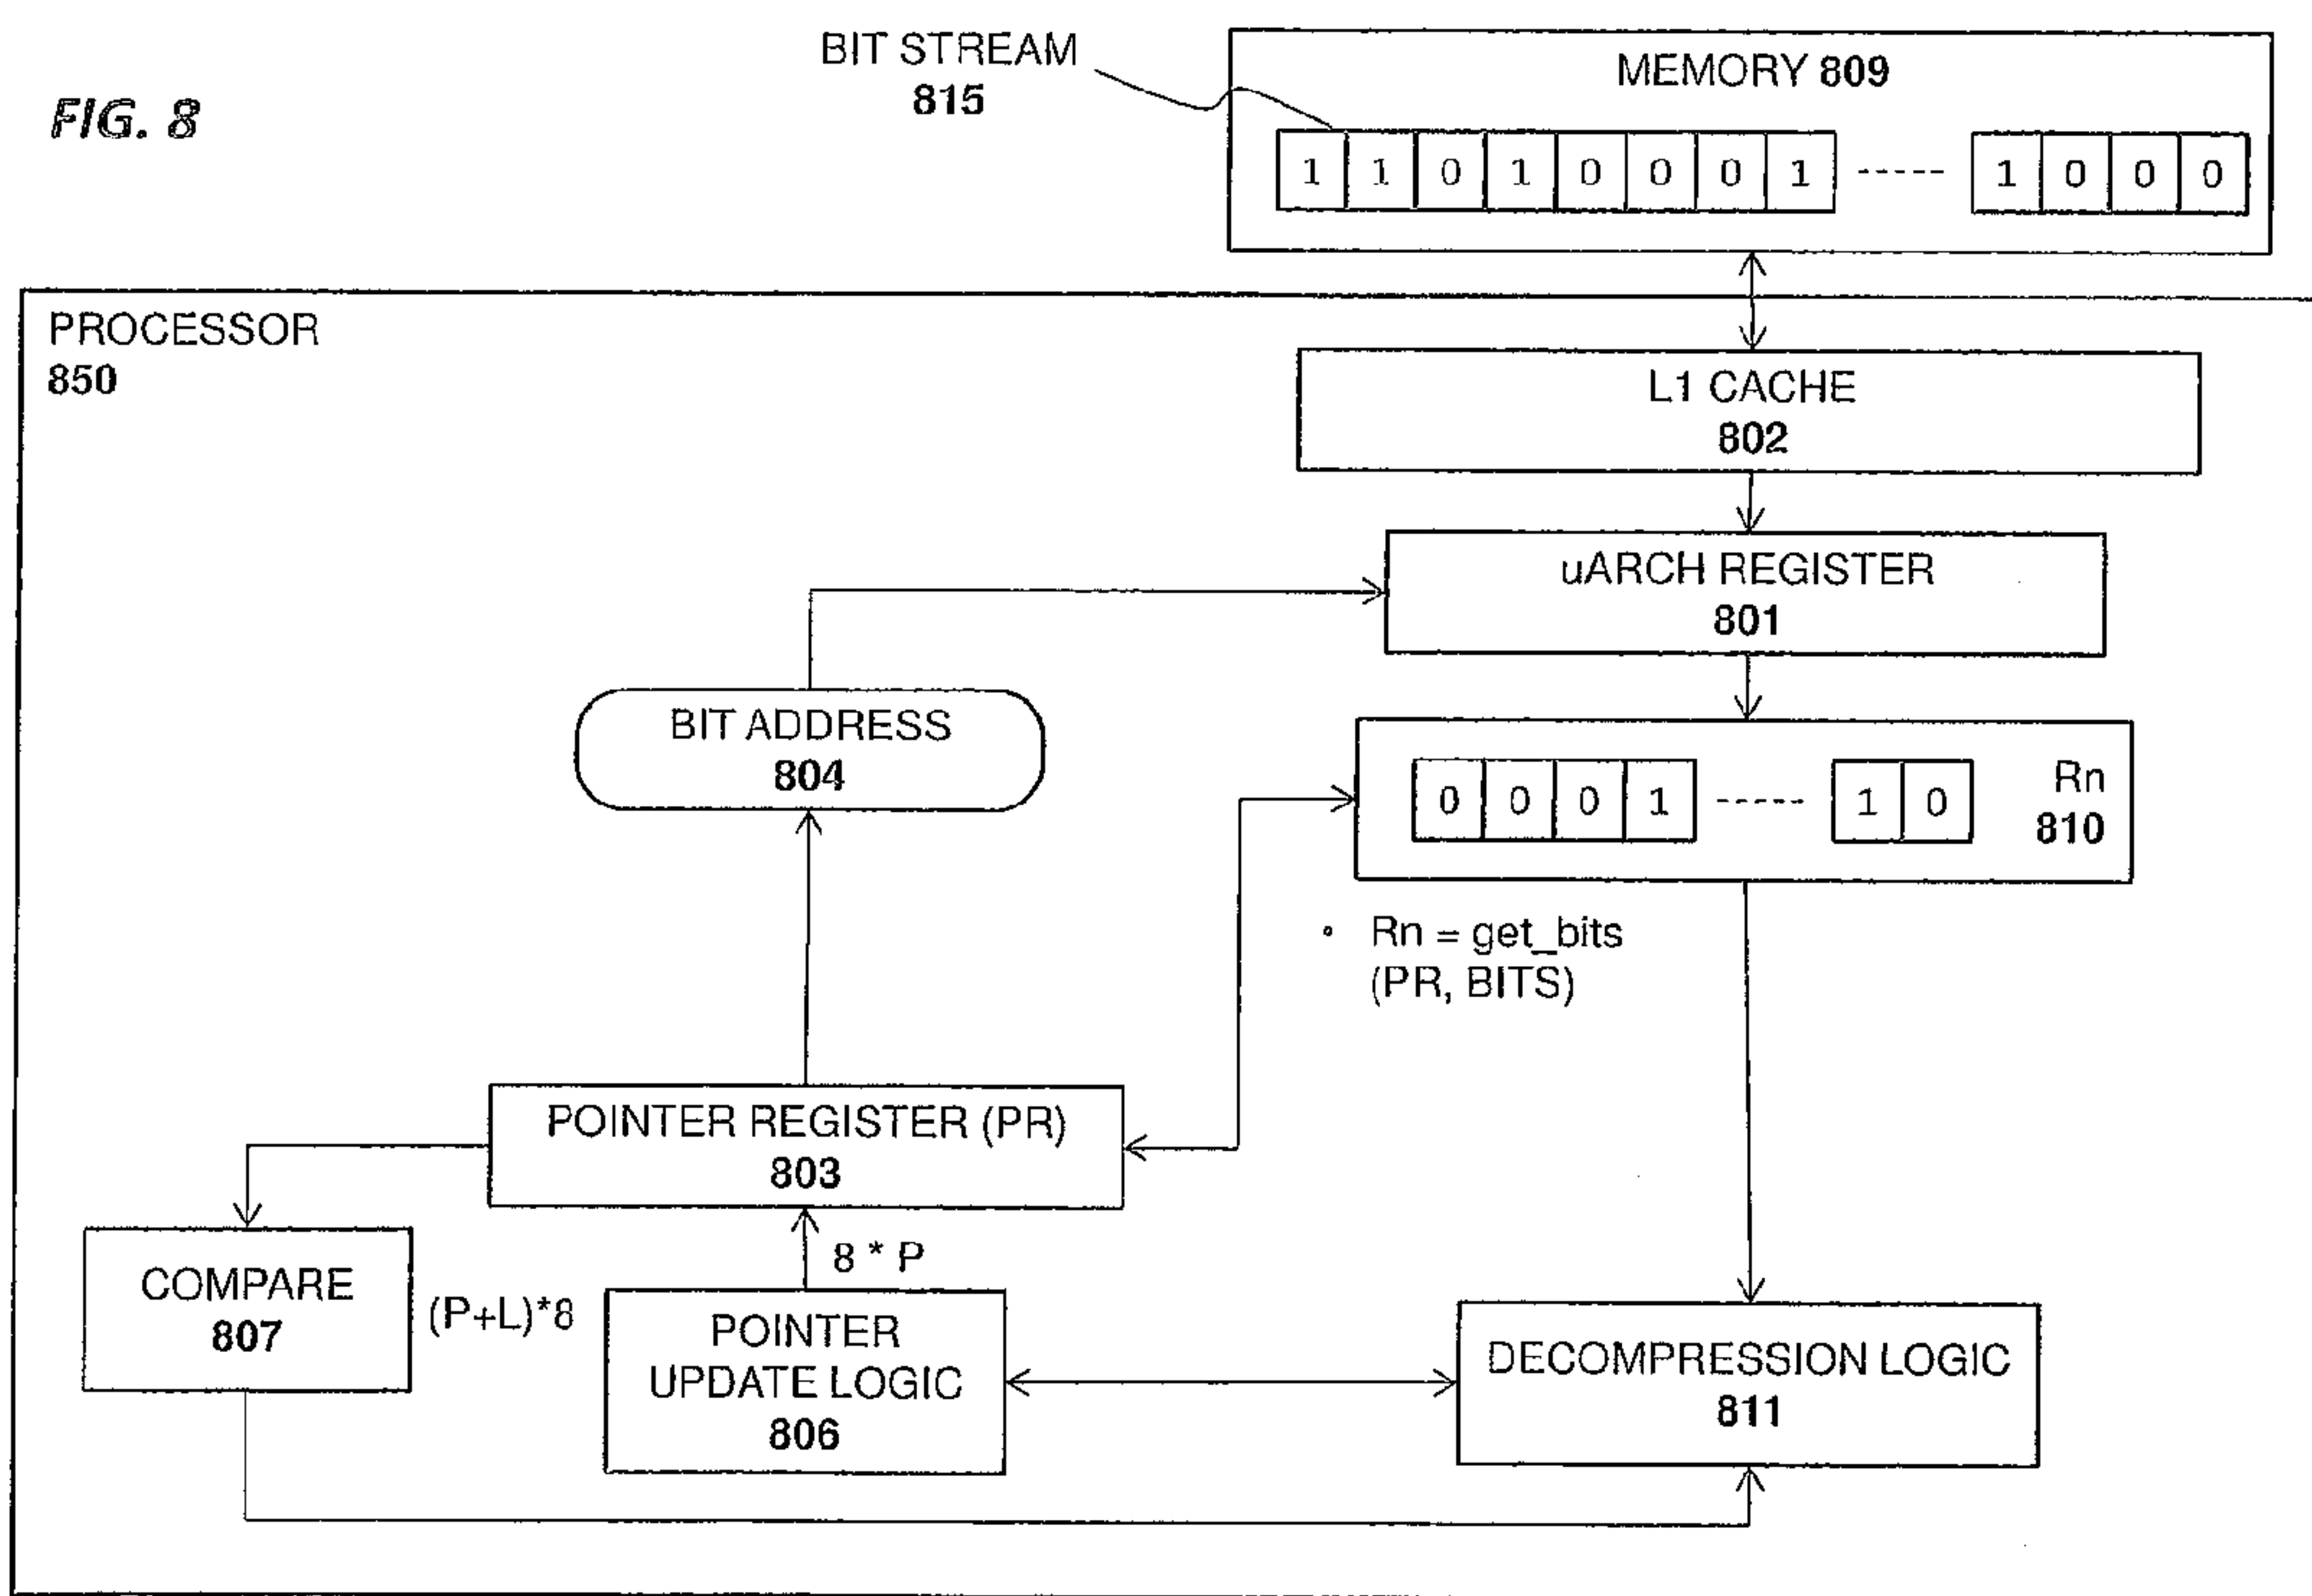 FIG. 8
BIT STREAM
815
MEMORY 809
1 1 0 1 0 0 0 1 ----- 1 0 0 0
PROCESSOR
850
L1 CACHE
802
uARCH REGISTER
801
BIT ADDRESS
804
0 0 0 1 ----- 1 0
Rn
810
• Rn = get_bits
(PR, BITS)
POINTER REGISTER (PR)
803
8 * P
COMPARE
807
(P+L)*8
POINTER
UPDATE LOGIC
806
DECOMPRESSION LOGIC
811